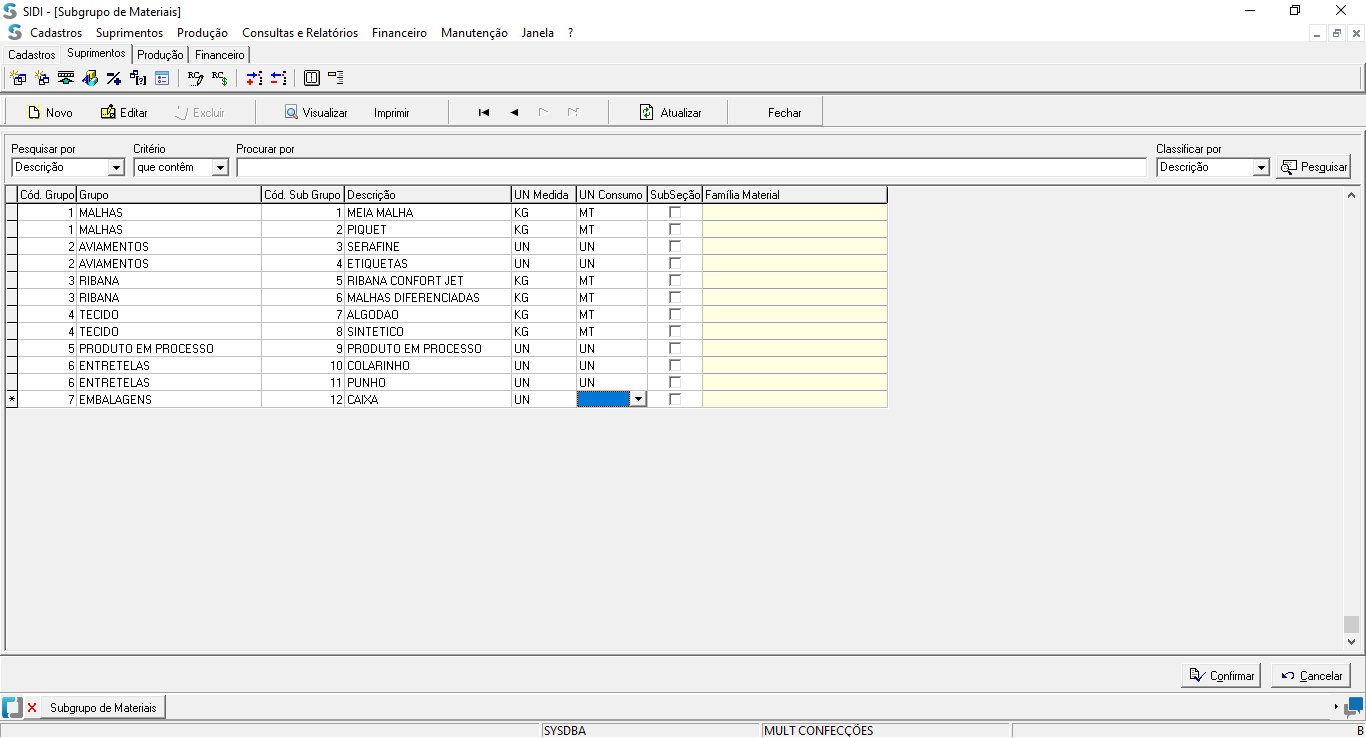 SIDI - [Subgrupo de Materiais]
Cadastros Suprimentos Produção Consultas e Relatórios Financeiro Manutenção Janela ?
Cadastros Suprimentos Produção Financeiro
Novo Editar Excluir Visualizar Imprimir Atualizar Fechar
Pesquisar por Critério Procurar por Classificar por
Descrição que contêm Descrição Pesquisar
Cód. Grupo Grupo Cód. Sub Grupo Descrição UN Medida UN Consumo SubSeção Família Material
1 MALHAS 1 MEIA MALHA KG MT
1 MALHAS 2 PIQUET KG MT
2 AVIAMENTOS 3 SERAFINE UN UN
2 AVIAMENTOS 4 ETIQUETAS UN UN
3 RIBANA 5 RIBANA CONFORT JET KG MT
3 RIBANA 6 MALHAS DIFERENCIADAS KG MT
4 TECIDO 7 ALGODAO KG MT
4 TECIDO 8 SINTETICO KG MT
5 PRODUTO EM PROCESSO 9 PRODUTO EM PROCESSO UN UN
6 ENTRETELAS 10 COLARINHO UN UN
6 ENTRETELAS 11 PUNHO UN UN
* 7 EMBALAGENS 12 CAIXA UN
Confirmar Cancelar
Subgrupo de Materiais
SYSDBA MULT CONFECÇÕES B